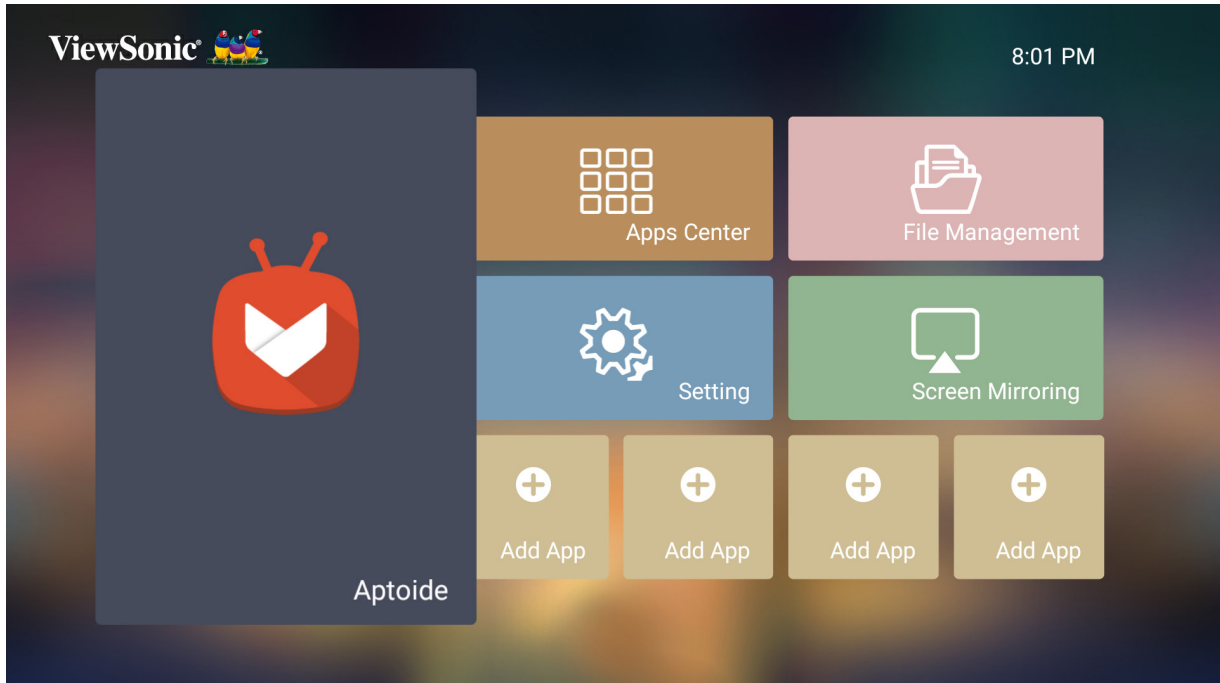 ViewSonic®
8:01 PM
Aptoide
Apps Center
File Management
Setting
Screen Mirroring
Add App
Add App
Add App
Add App